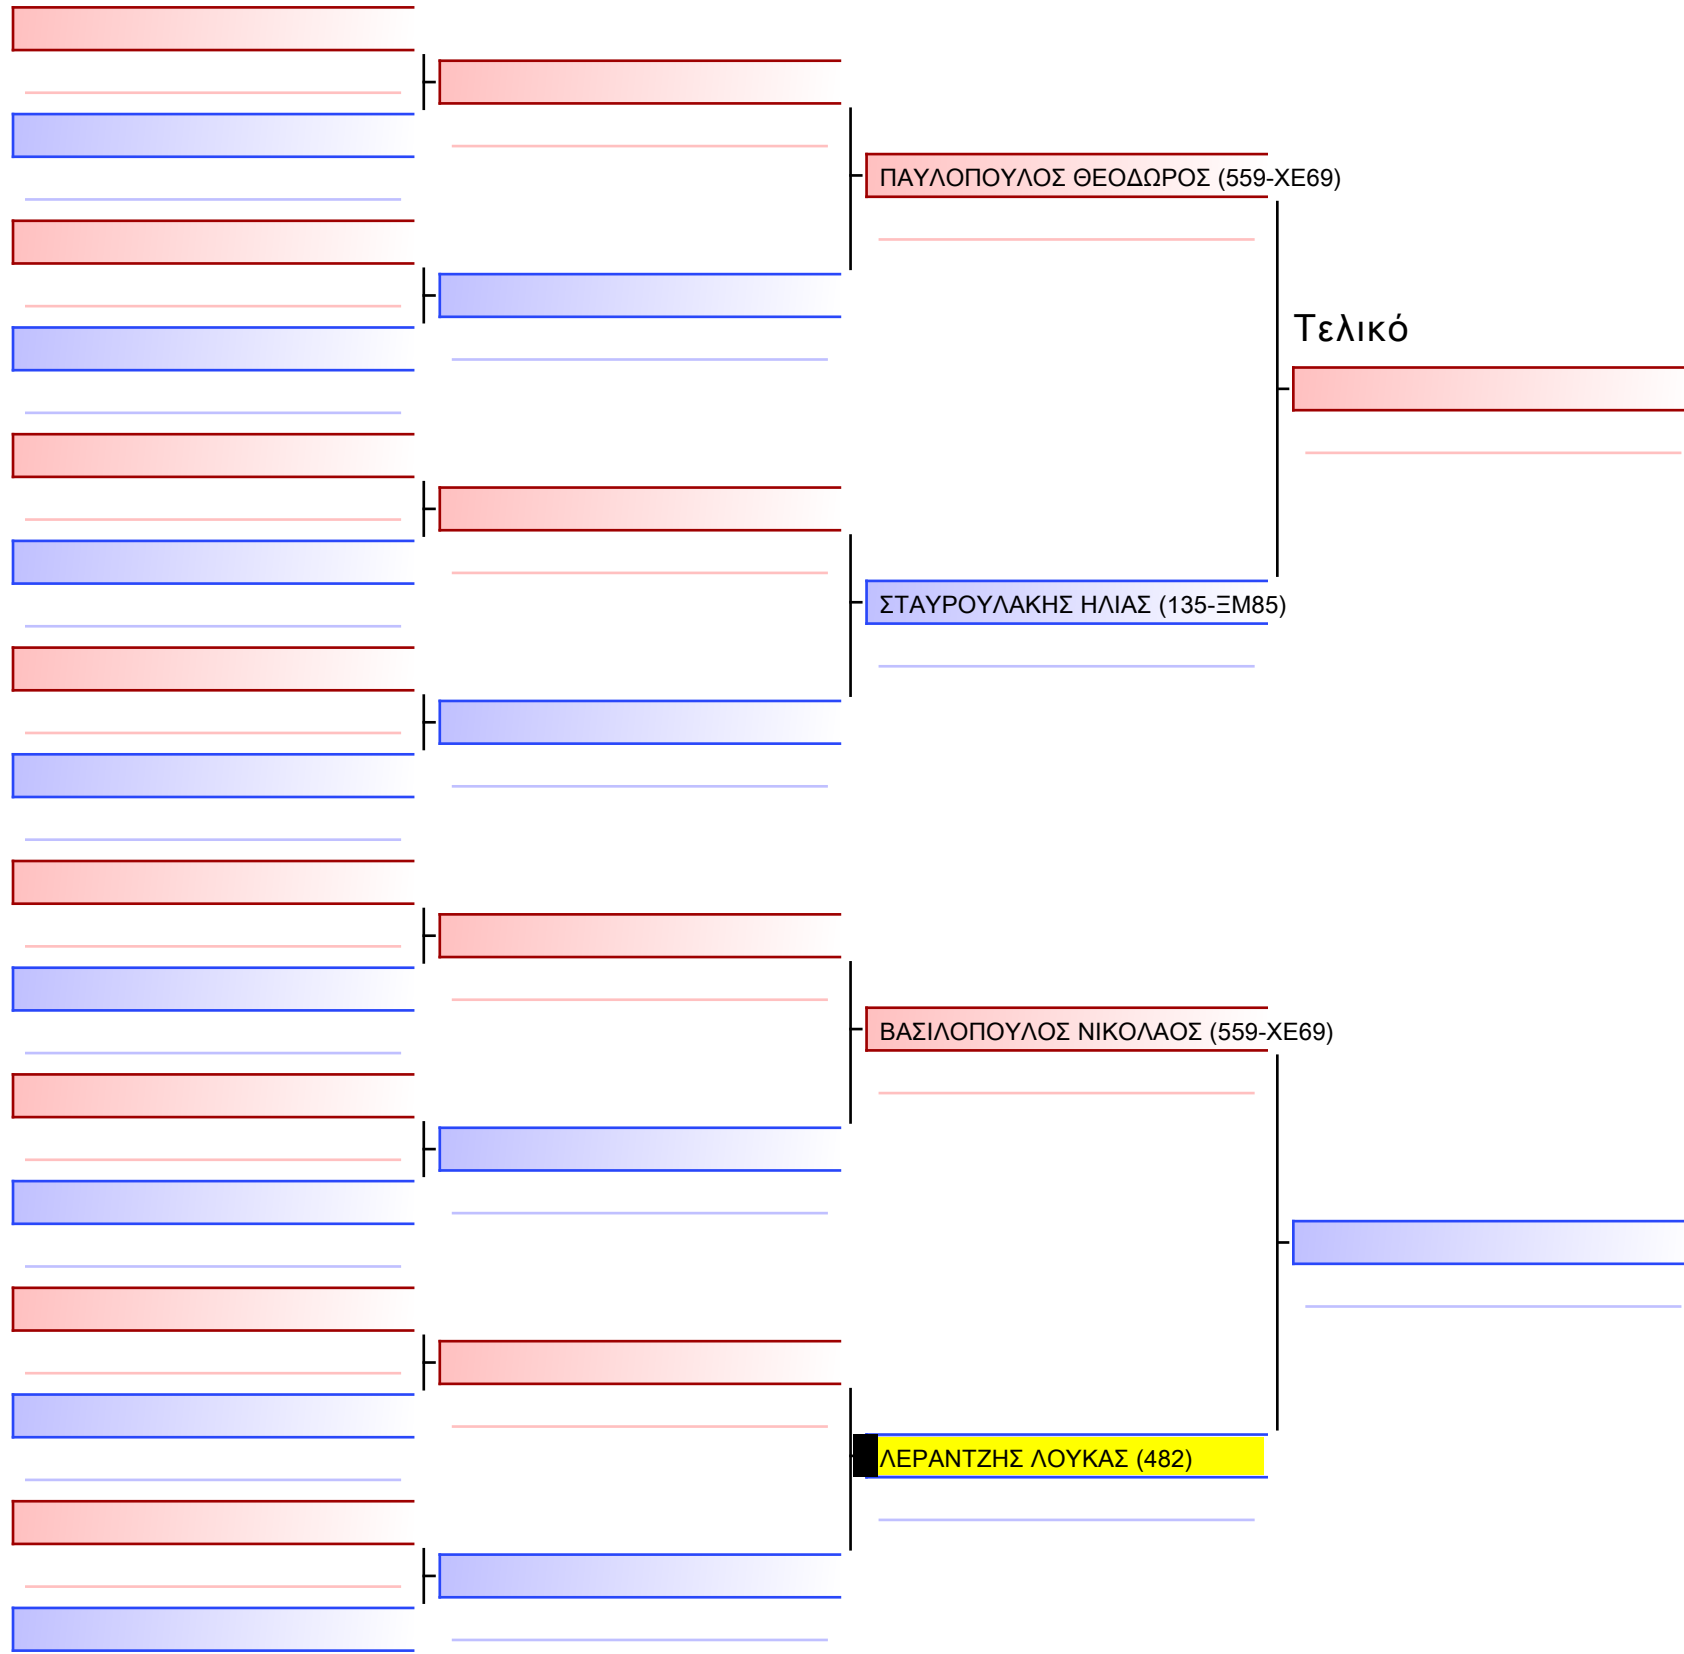 ΠΑΥΛΟΠΟΥΛΟΣ ΘΕΟΔΩΡΟΣ (559-ΧΕ69)
Τελικό
ΣΤΑΥΡΟΥΛΑΚΗΣ ΗΛΙΑΣ (135-ΞΜ85)
ΒΑΣΙΛΟΠΟΥΛΟΣ ΝΙΚΟΛΑΟΣ (559-ΧΕ69)
ΛΕΡΑΝΤΖΗΣ ΛΟΥΚΑΣ (482)